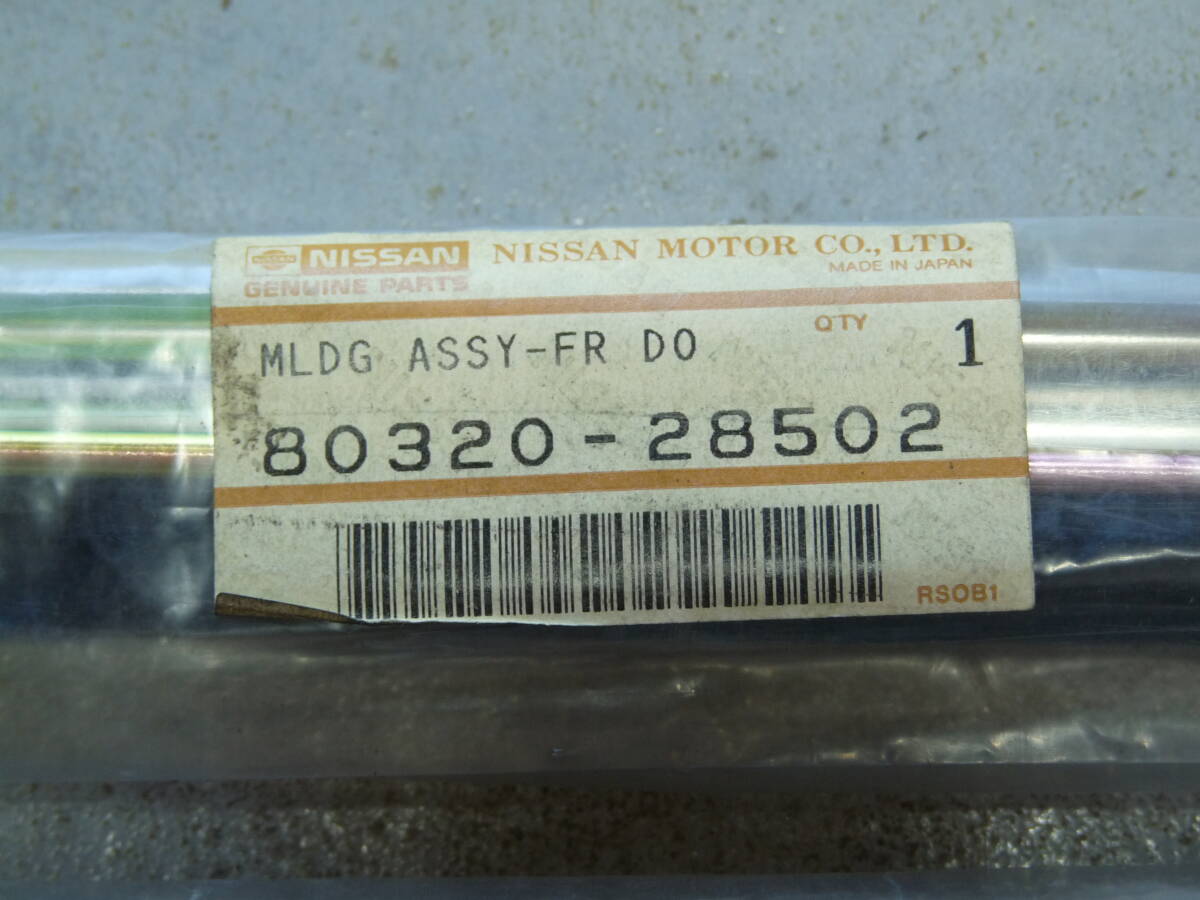 NISSAN NISSAN MOTOR CO., LTD.
GENUINE PARTS MADE IN JAPAN
MLDG ASSY-FR DO QTY 1
80320-28502
RSOB1